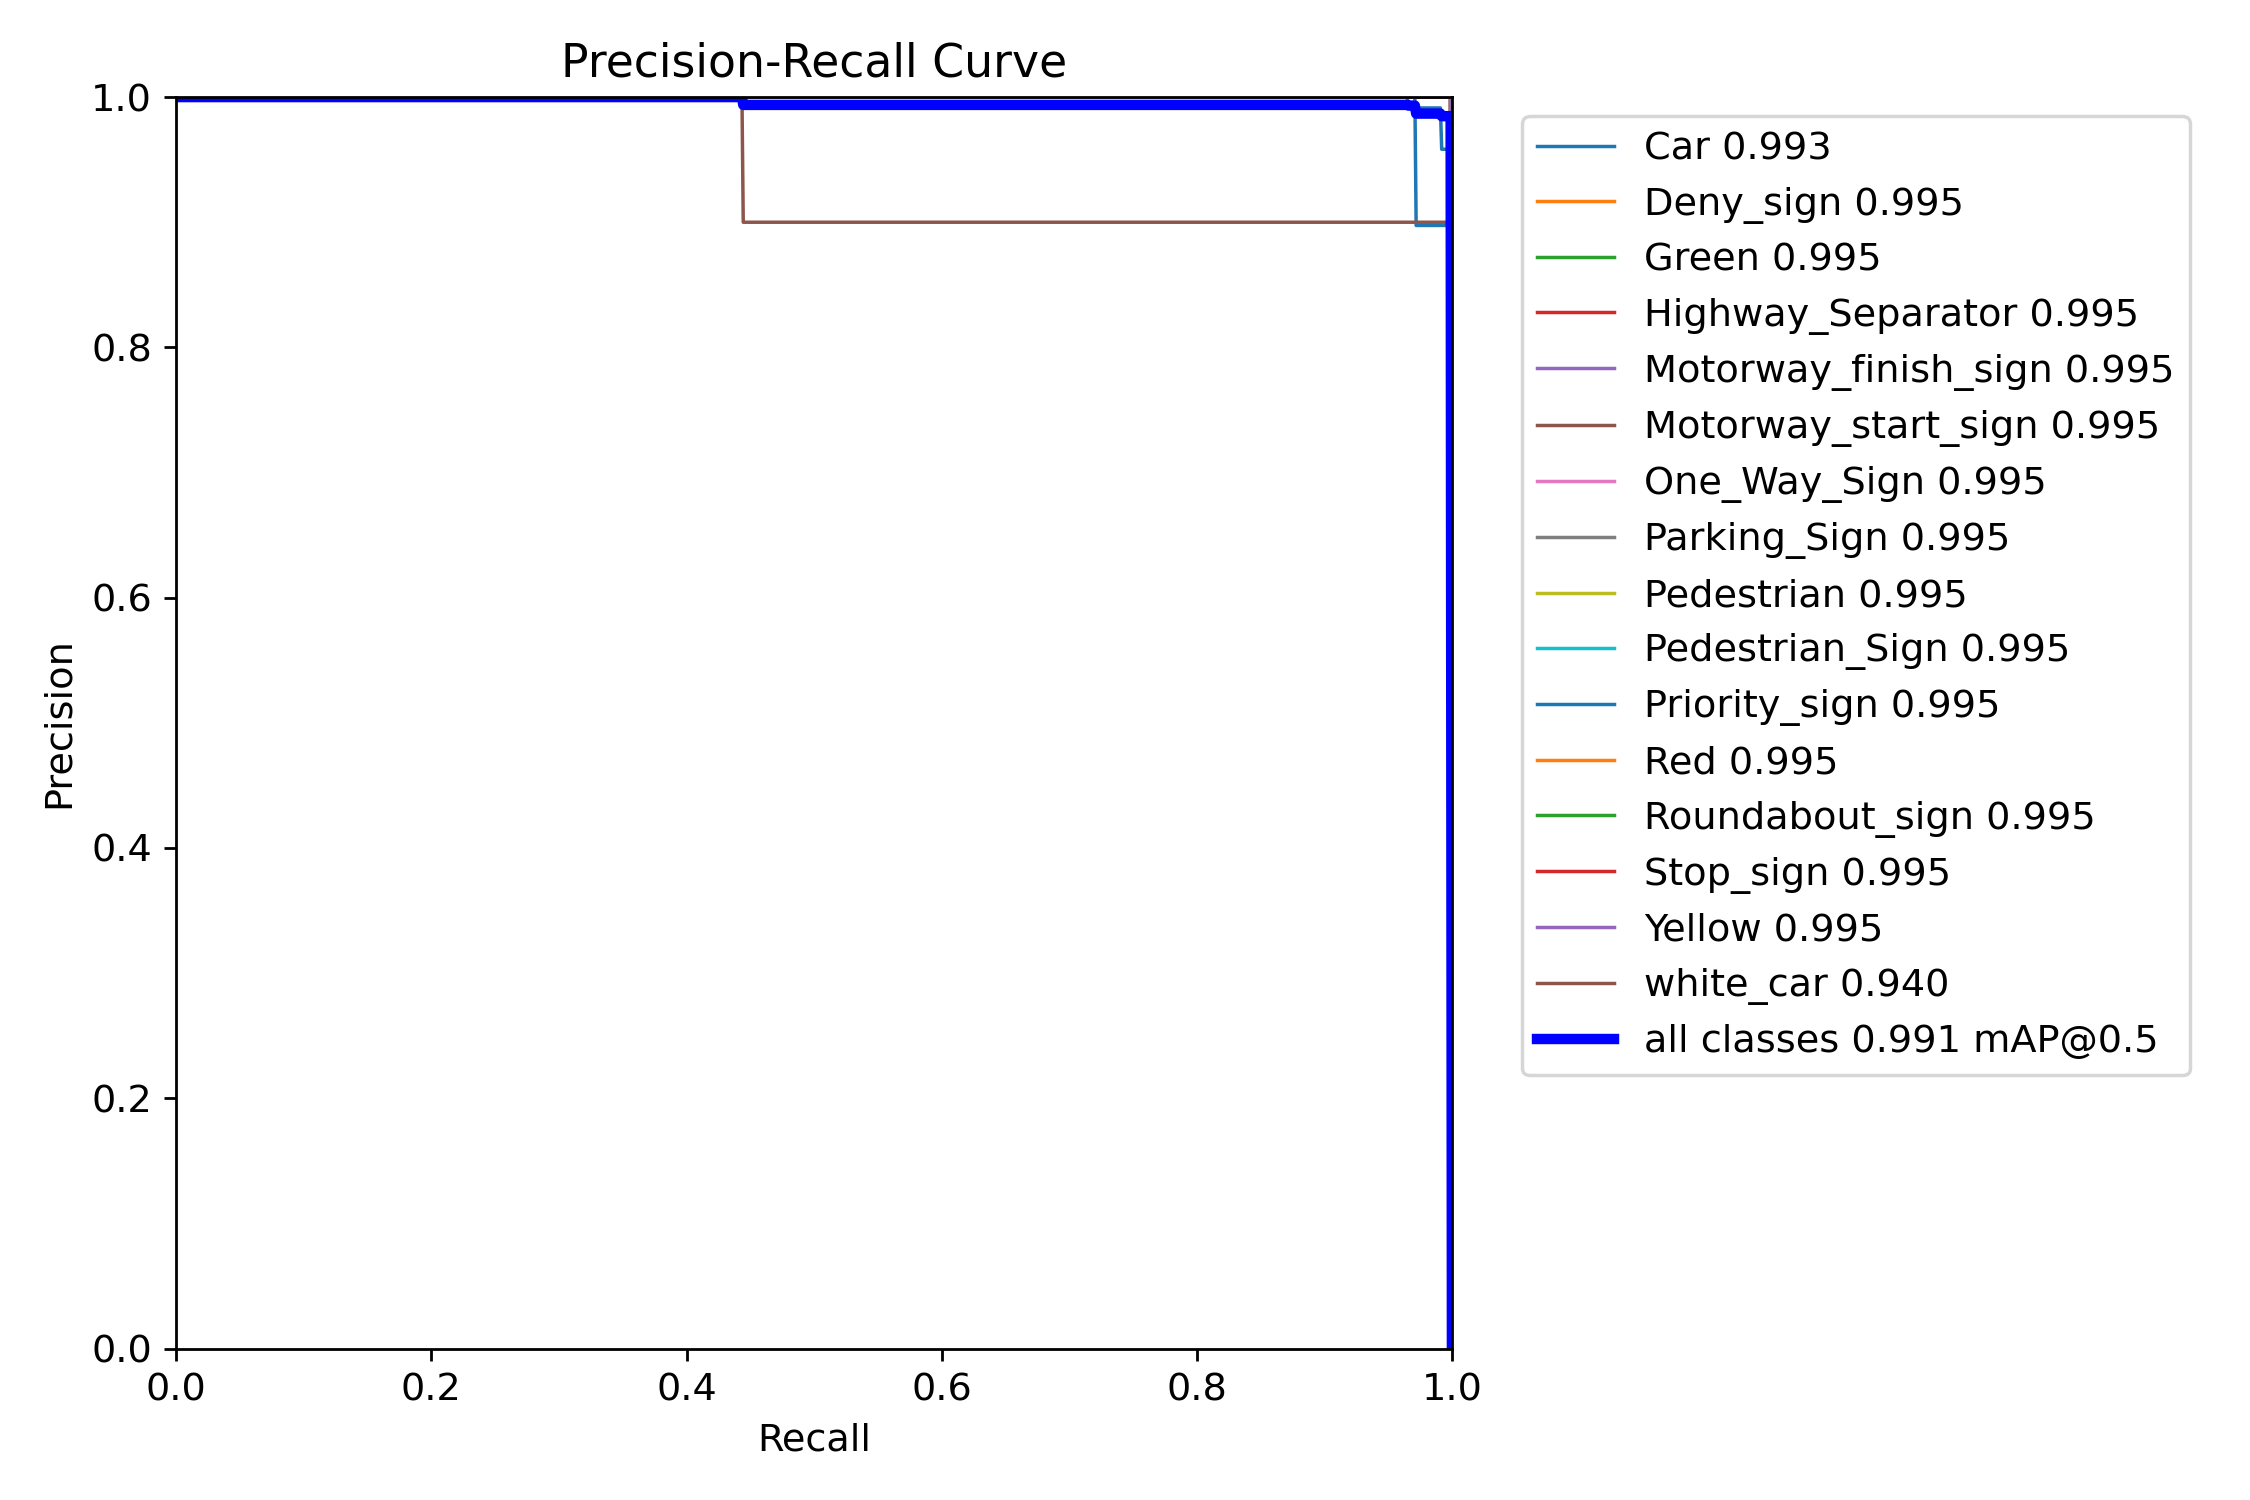 Precision-Recall Curve
1.0
0.8
0.6
0.4
0.2
0.0
Precision
0.0 0.2 0.4 0.6 0.8 1.0
Recall
Car 0.993
Deny_sign 0.995
Green 0.995
Highway_Separator 0.995
Motorway_finish_sign 0.995
Motorway_start_sign 0.995
One_Way_Sign 0.995
Parking_Sign 0.995
Pedestrian 0.995
Pedestrian_Sign 0.995
Priority_sign 0.995
Red 0.995
Roundabout_sign 0.995
Stop_sign 0.995
Yellow 0.995
white_car 0.940
all classes 0.991 mAP@0.5